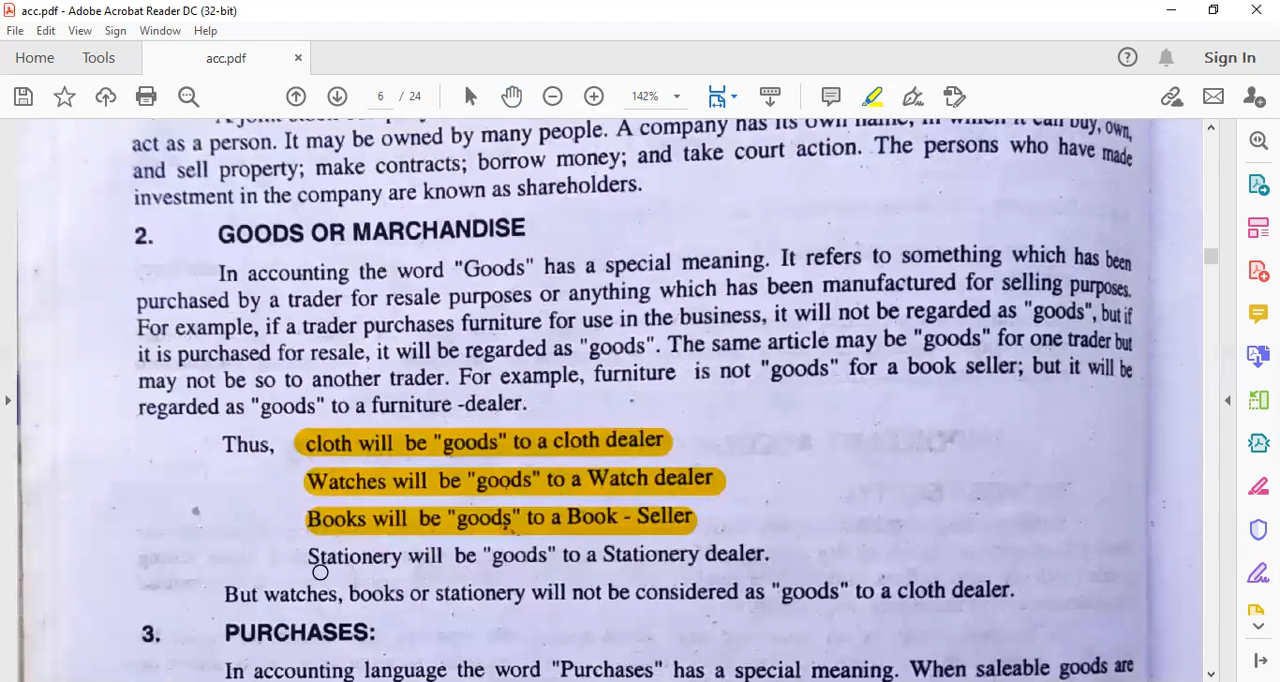 acc.pdf - Adobe Acrobat Reader DC (32-bit)
File Edit View Sign Window Help
Home Tools acc.pdf × Sign In
6 / 24 142%
act as a person. It may be owned by many people. A company has its own name, in which it can buy, own,
and sell property; make contracts; borrow money; and take court action. The persons who have made
investment in the company are known as shareholders.
2. GOODS OR MARCHANDISE
In accounting the word "Goods" has a special meaning. It refers to something which has been
purchased by a trader for resale purposes or anything which has been manufactured for selling purposes.
For example, if a trader purchases furniture for use in the business, it will not be regarded as "goods", but if
it is purchased for resale, it will be regarded as "goods". The same article may be "goods" for one trader but
may not be so to another trader. For example, furniture is not "goods" for a book seller; but it will be
regarded as "goods" to a furniture -dealer.
Thus, cloth will be "goods" to a cloth dealer
Watches will be "goods" to a Watch dealer
Books will be "goods" to a Book - Seller
Stationery will be "goods" to a Stationery dealer.
But watches, books or stationery will not be considered as "goods" to a cloth dealer.
3. PURCHASES:
In accounting language the word "Purchases" has a special meaning. When saleable goods are